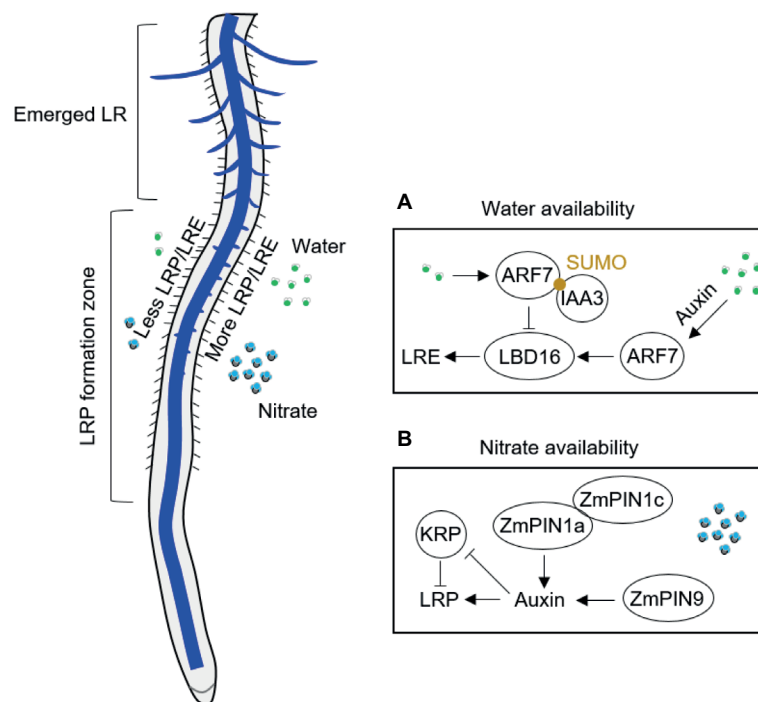 Emerged LR
LRP formation zone
Less LRP/LRE
More LRP/LRE
Water
Nitrate
A
Water availability
ARF7
SUMO
IAA3
Auxin
LRE
LBD16
ARF7
B
Nitrate availability
ZmPIN1c
ZmPIN1a
KRP
LRP
Auxin
ZmPIN9